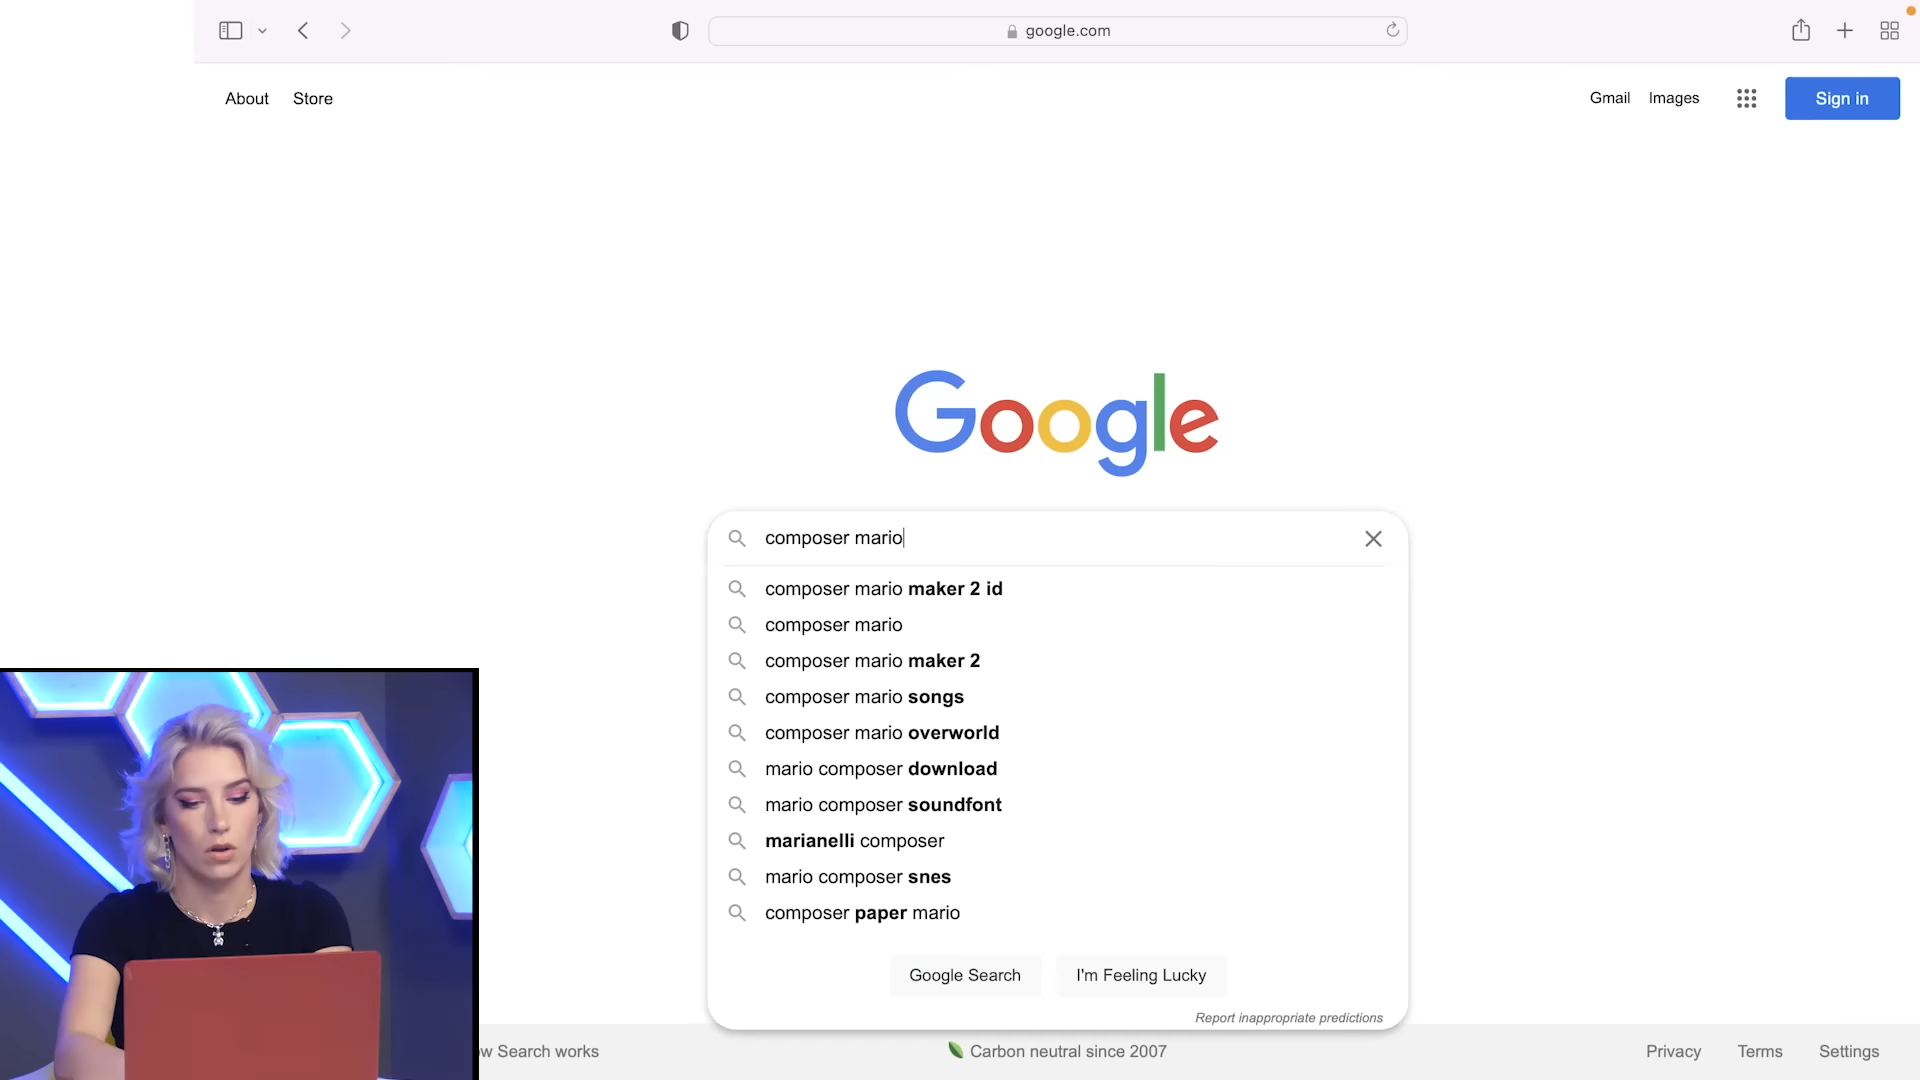 google.com
About Store
Gmail Images Sign in
Google
composer mario
composer mario maker 2 id
composer mario
composer mario maker 2
composer mario songs
composer mario overworld
mario composer download
mario composer soundfont
marianelli composer
mario composer snes
composer paper mario
Google Search I'm Feeling Lucky
Report inappropriate predictions
ow Search works Carbon neutral since 2007 Privacy Terms Settings